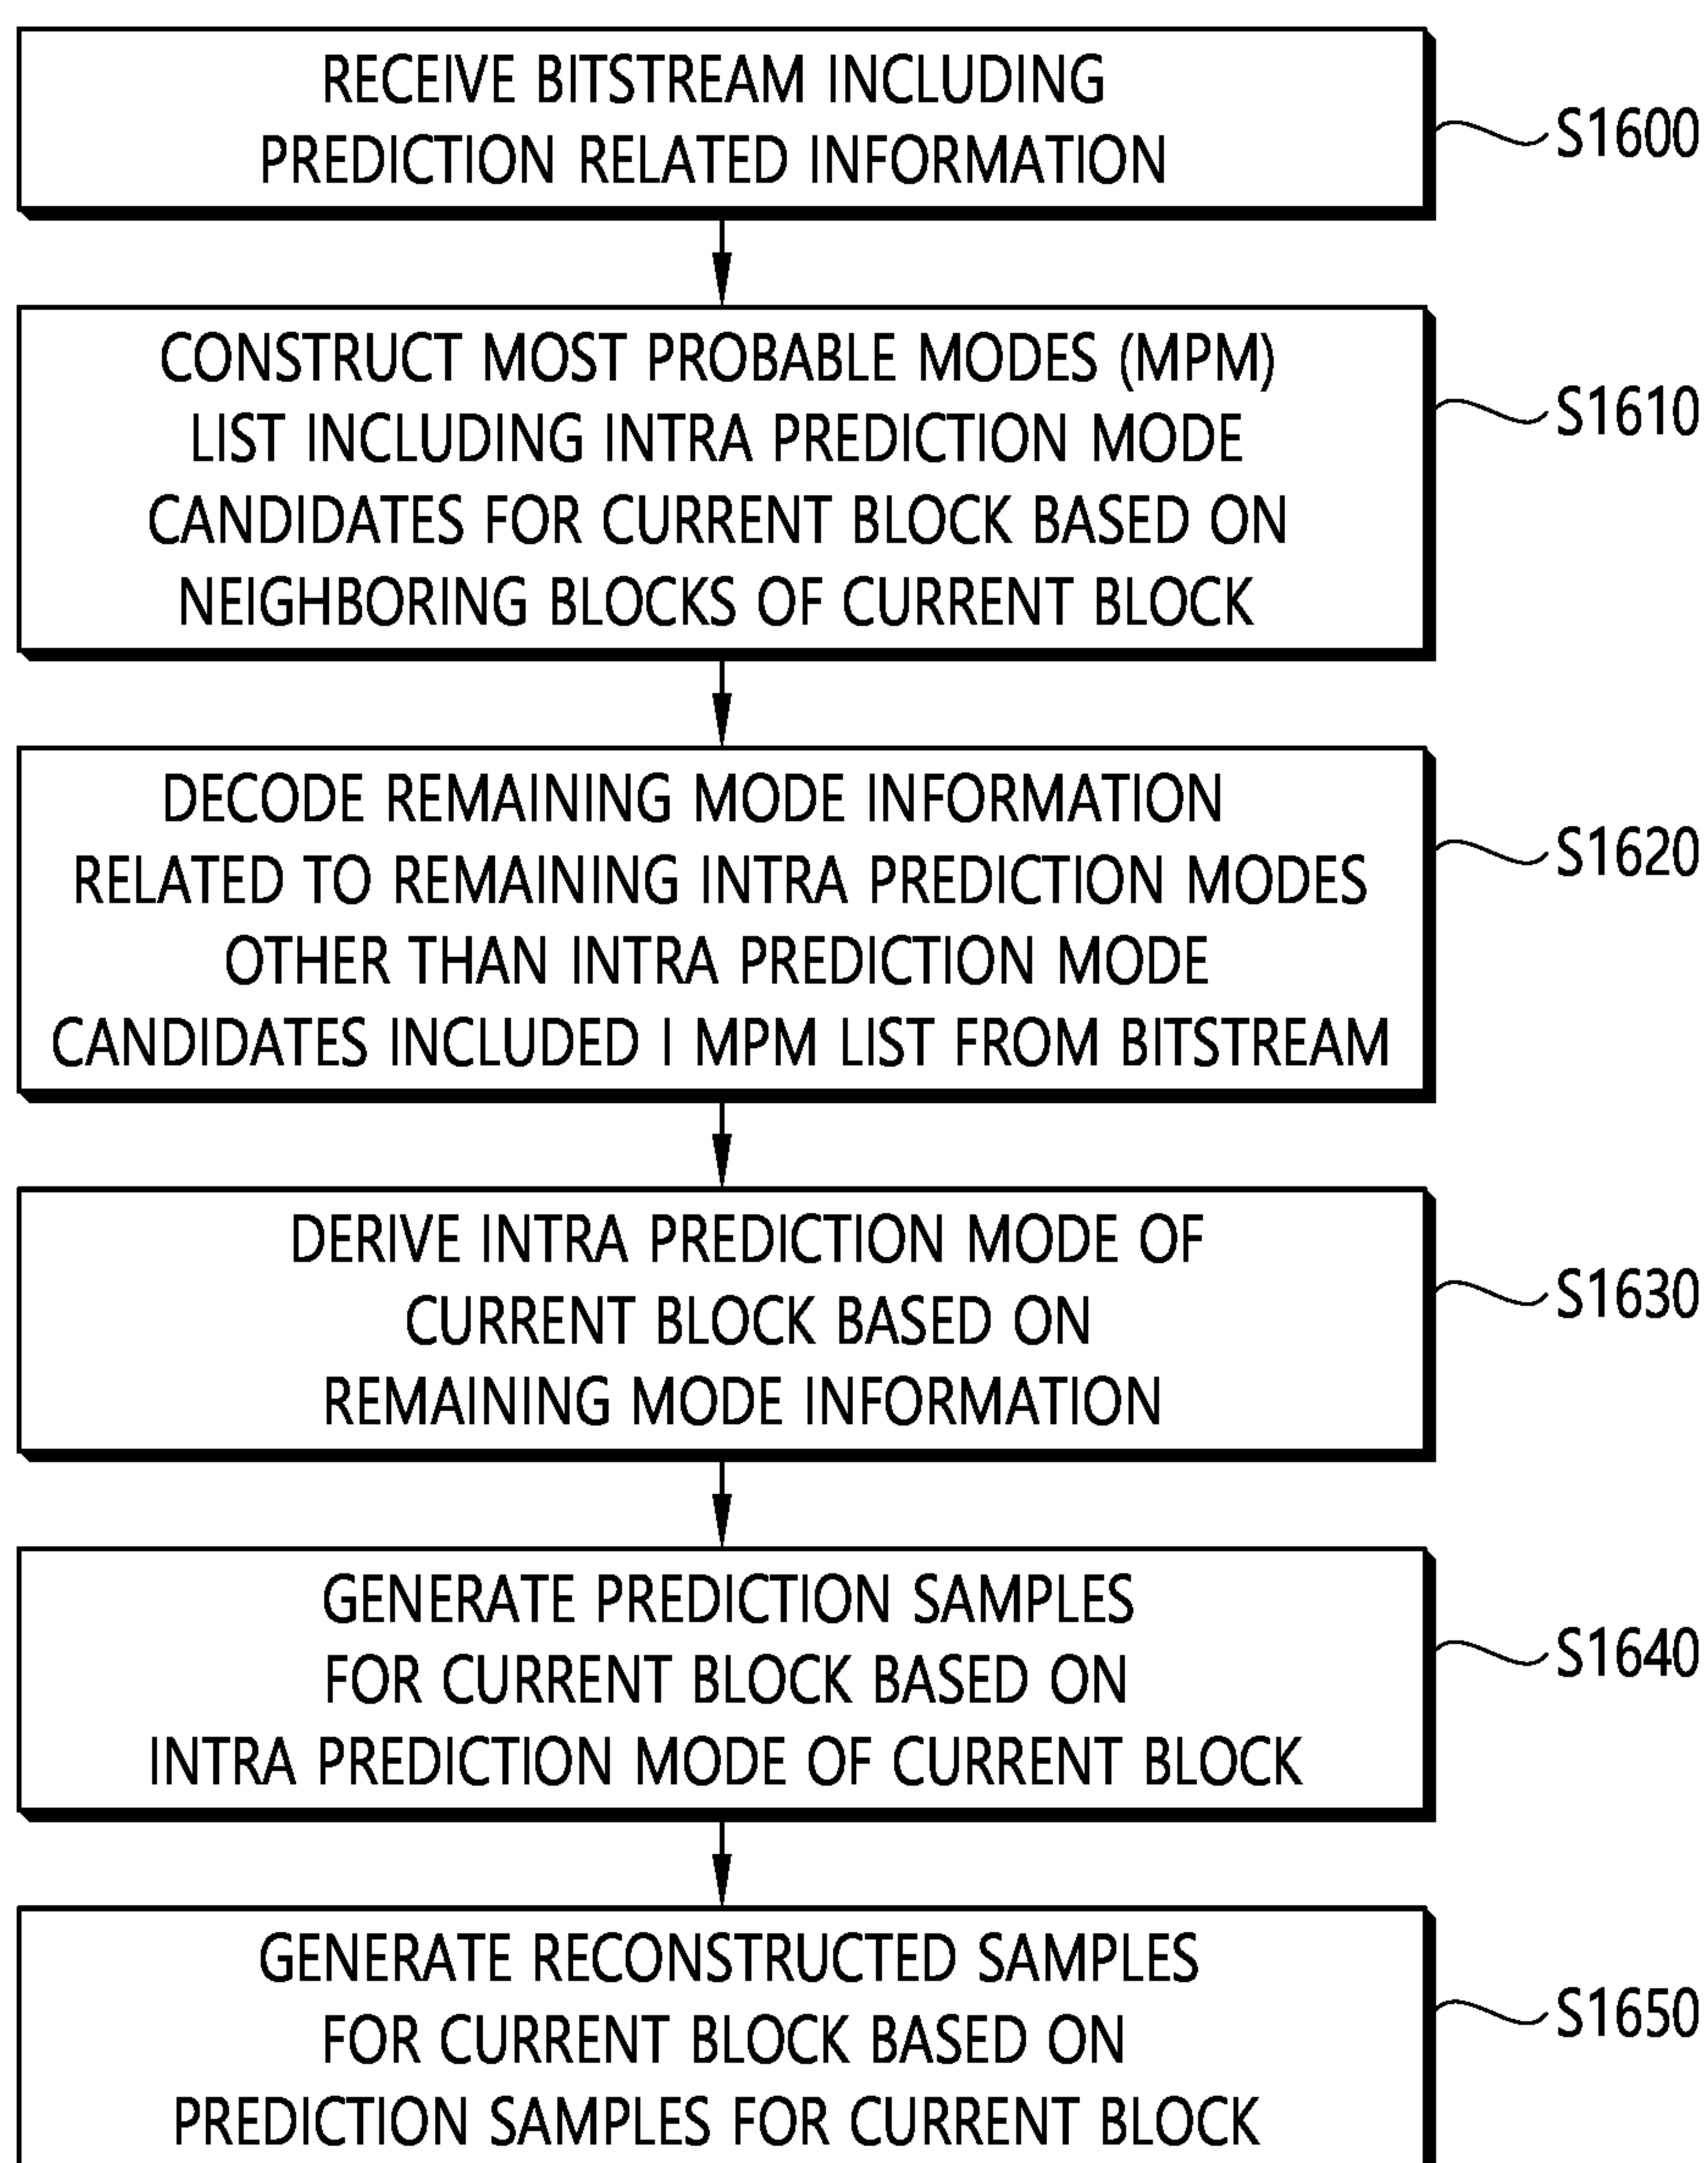 RECEIVE BITSTREAM INCLUDING
PREDICTION RELATED INFORMATION
S1600
CONSTRUCT MOST PROBABLE MODES (MPM)
LIST INCLUDING INTRA PREDICTION MODE
CANDIDATES FOR CURRENT BLOCK BASED ON
NEIGHBORING BLOCKS OF CURRENT BLOCK
S1610
DECODE REMAINING MODE INFORMATION
RELATED TO REMAINING INTRA PREDICTION MODES
OTHER THAN INTRA PREDICTION MODE
CANDIDATES INCLUDED I MPM LIST FROM BITSTREAM
S1620
DERIVE INTRA PREDICTION MODE OF
CURRENT BLOCK BASED ON
REMAINING MODE INFORMATION
S1630
GENERATE PREDICTION SAMPLES
FOR CURRENT BLOCK BASED ON
INTRA PREDICTION MODE OF CURRENT BLOCK
S1640
GENERATE RECONSTRUCTED SAMPLES
FOR CURRENT BLOCK BASED ON
PREDICTION SAMPLES FOR CURRENT BLOCK
S1650